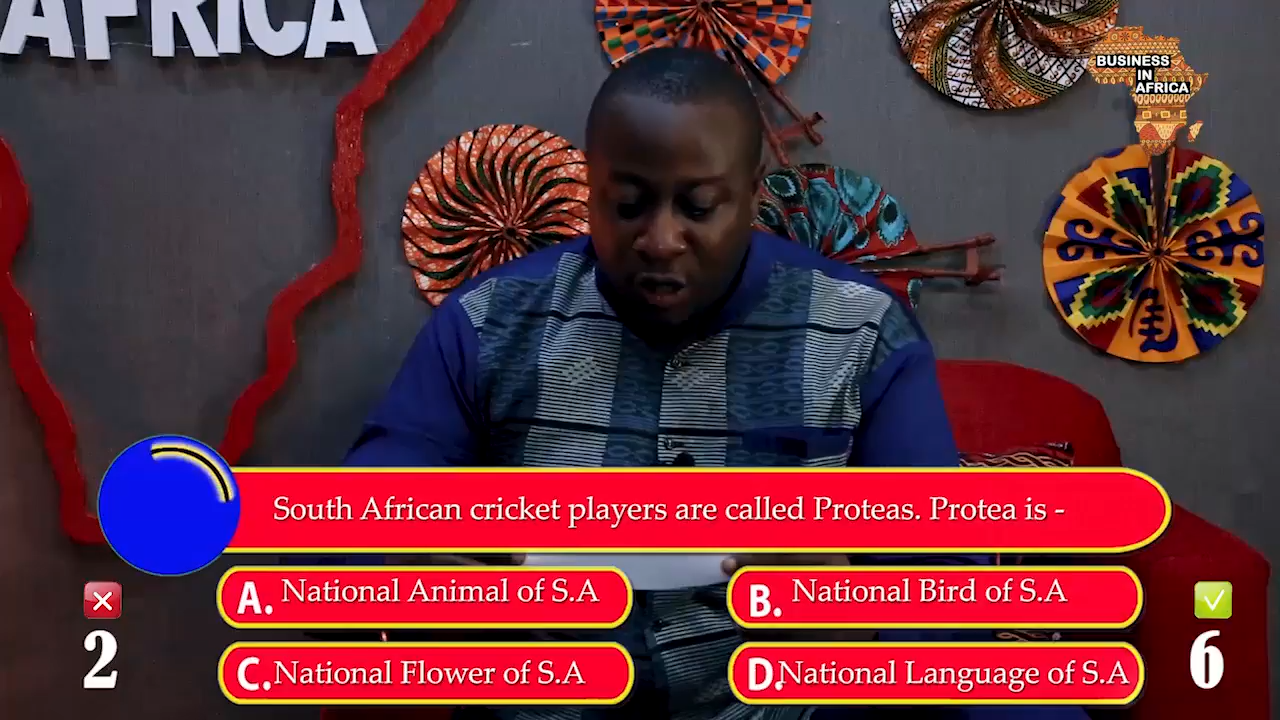 AFRICA
BUSINESS
IN
AFRICA
South African cricket players are called Proteas. Protea is -
A. National Animal of S.A
B. National Bird of S.A
C. National Flower of S.A
D. National Language of S.A
2
6